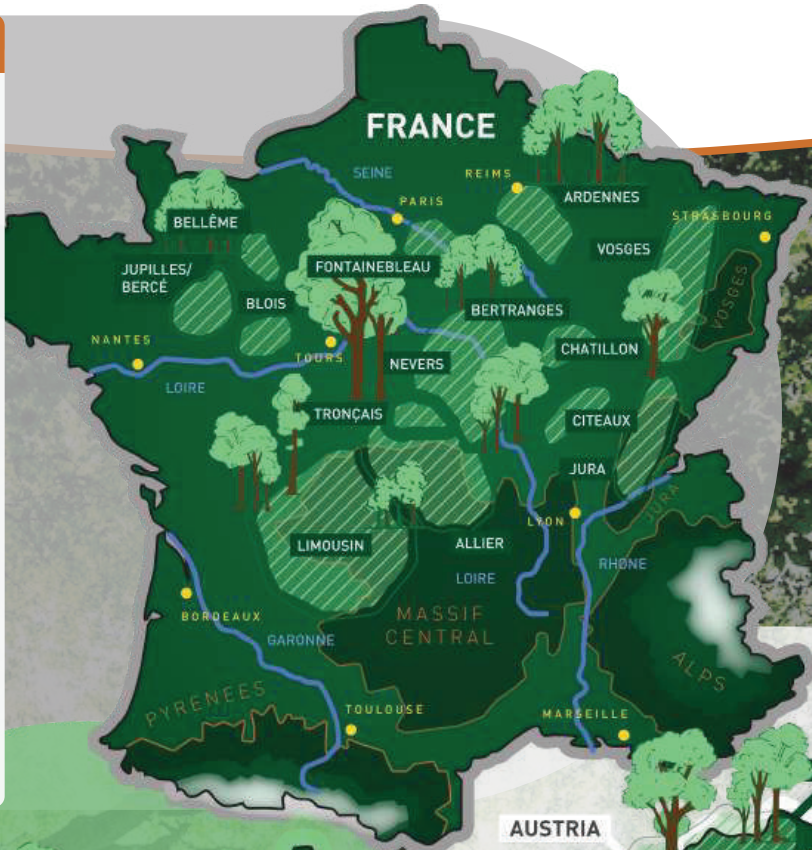 FRANCE
SEINE
REIMS
PARIS
ARDENNES
BELLÊME
STRASBOURG
VOSGES
JUPILLES/
BERCÉ
FONTAINEBLEAU
VOSGES
BLOIS
BERTRANGES
NANTES
TOURS
NEVERS
CHATILLON
LOIRE
TRONÇAIS
CITEAUX
JURA
JURA
LYON
LIMOUSIN
ALLIER
LOIRE
RHONE
BORDEAUX
MASSIF
CENTRAL
GARONNE
ALPS
PYRENEES
TOULOUSE
MARSEILLE
AUSTRIA